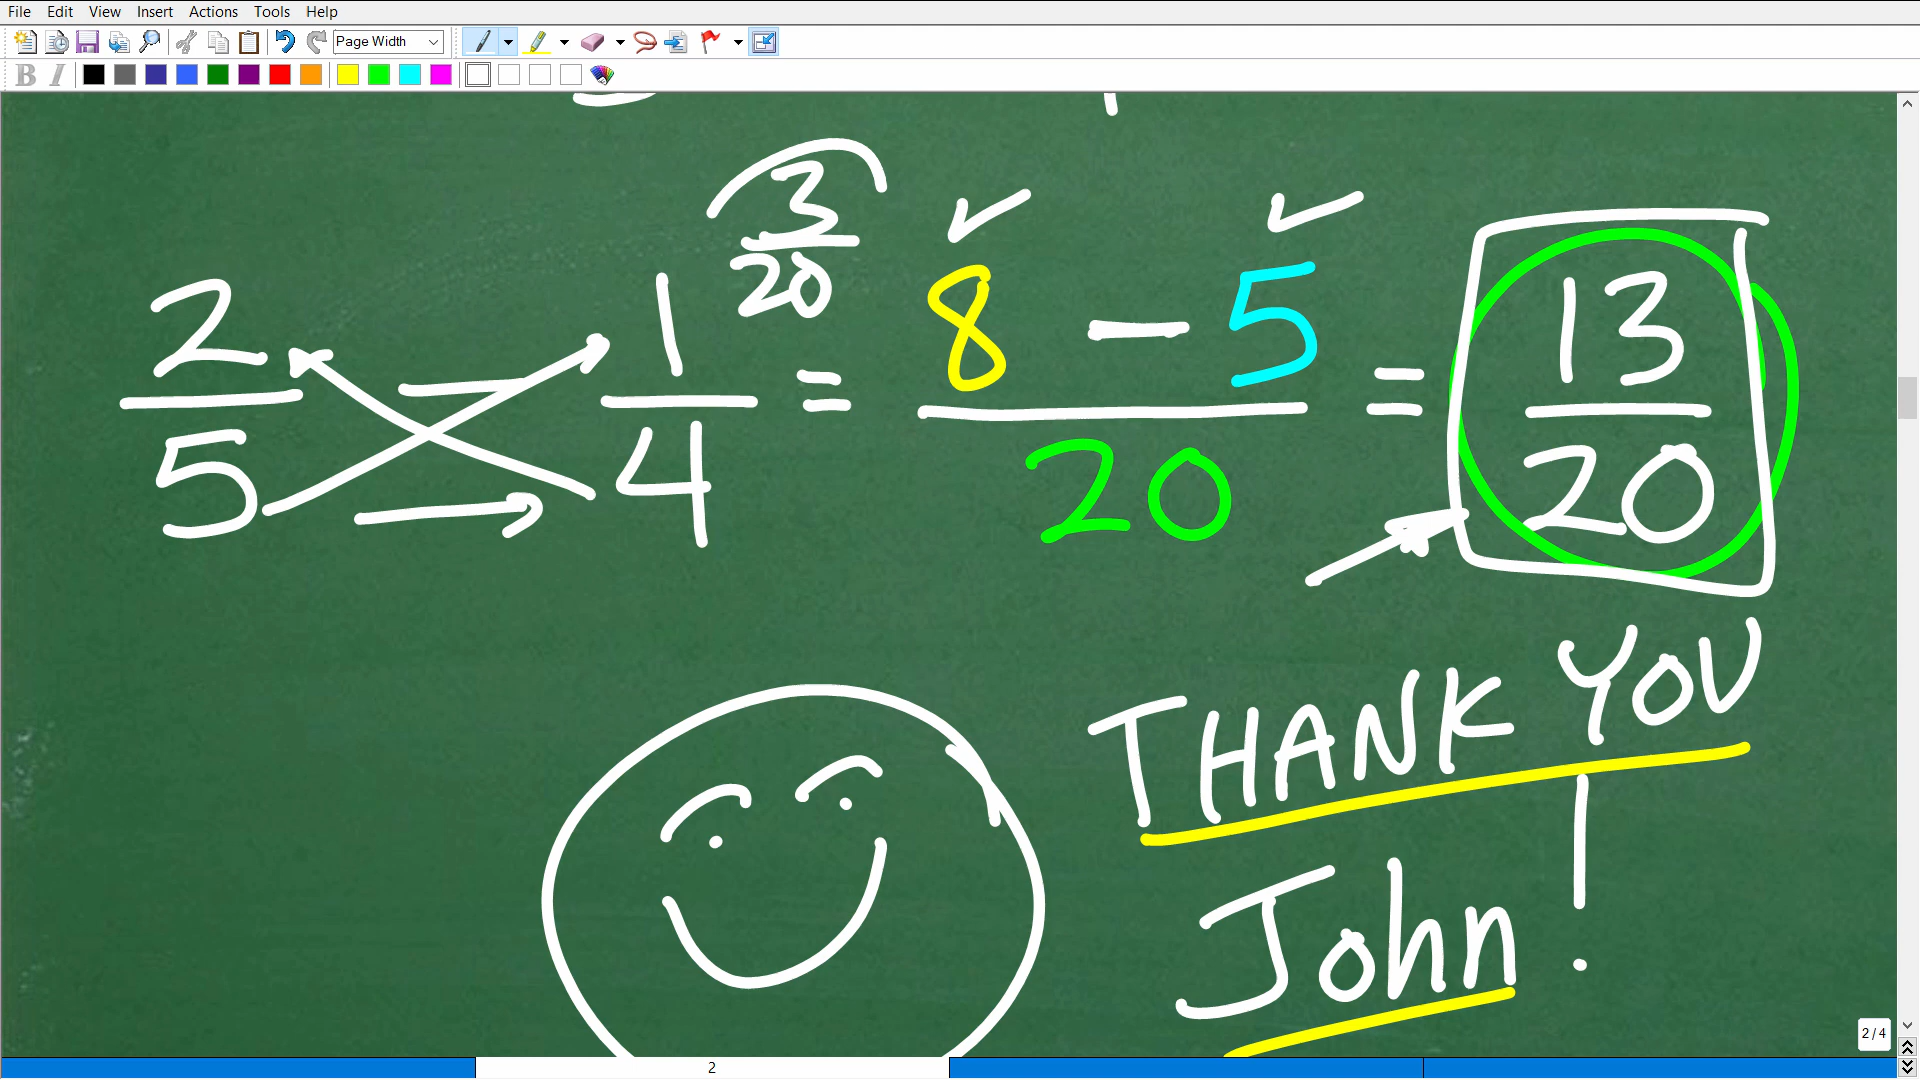 File Edit View Insert Actions Tools Help
Page Width
B I
3
20
2 - 1 = 8 - 5 = 13
5 4 20 20
THANK YOU
John!
2 / 4
2